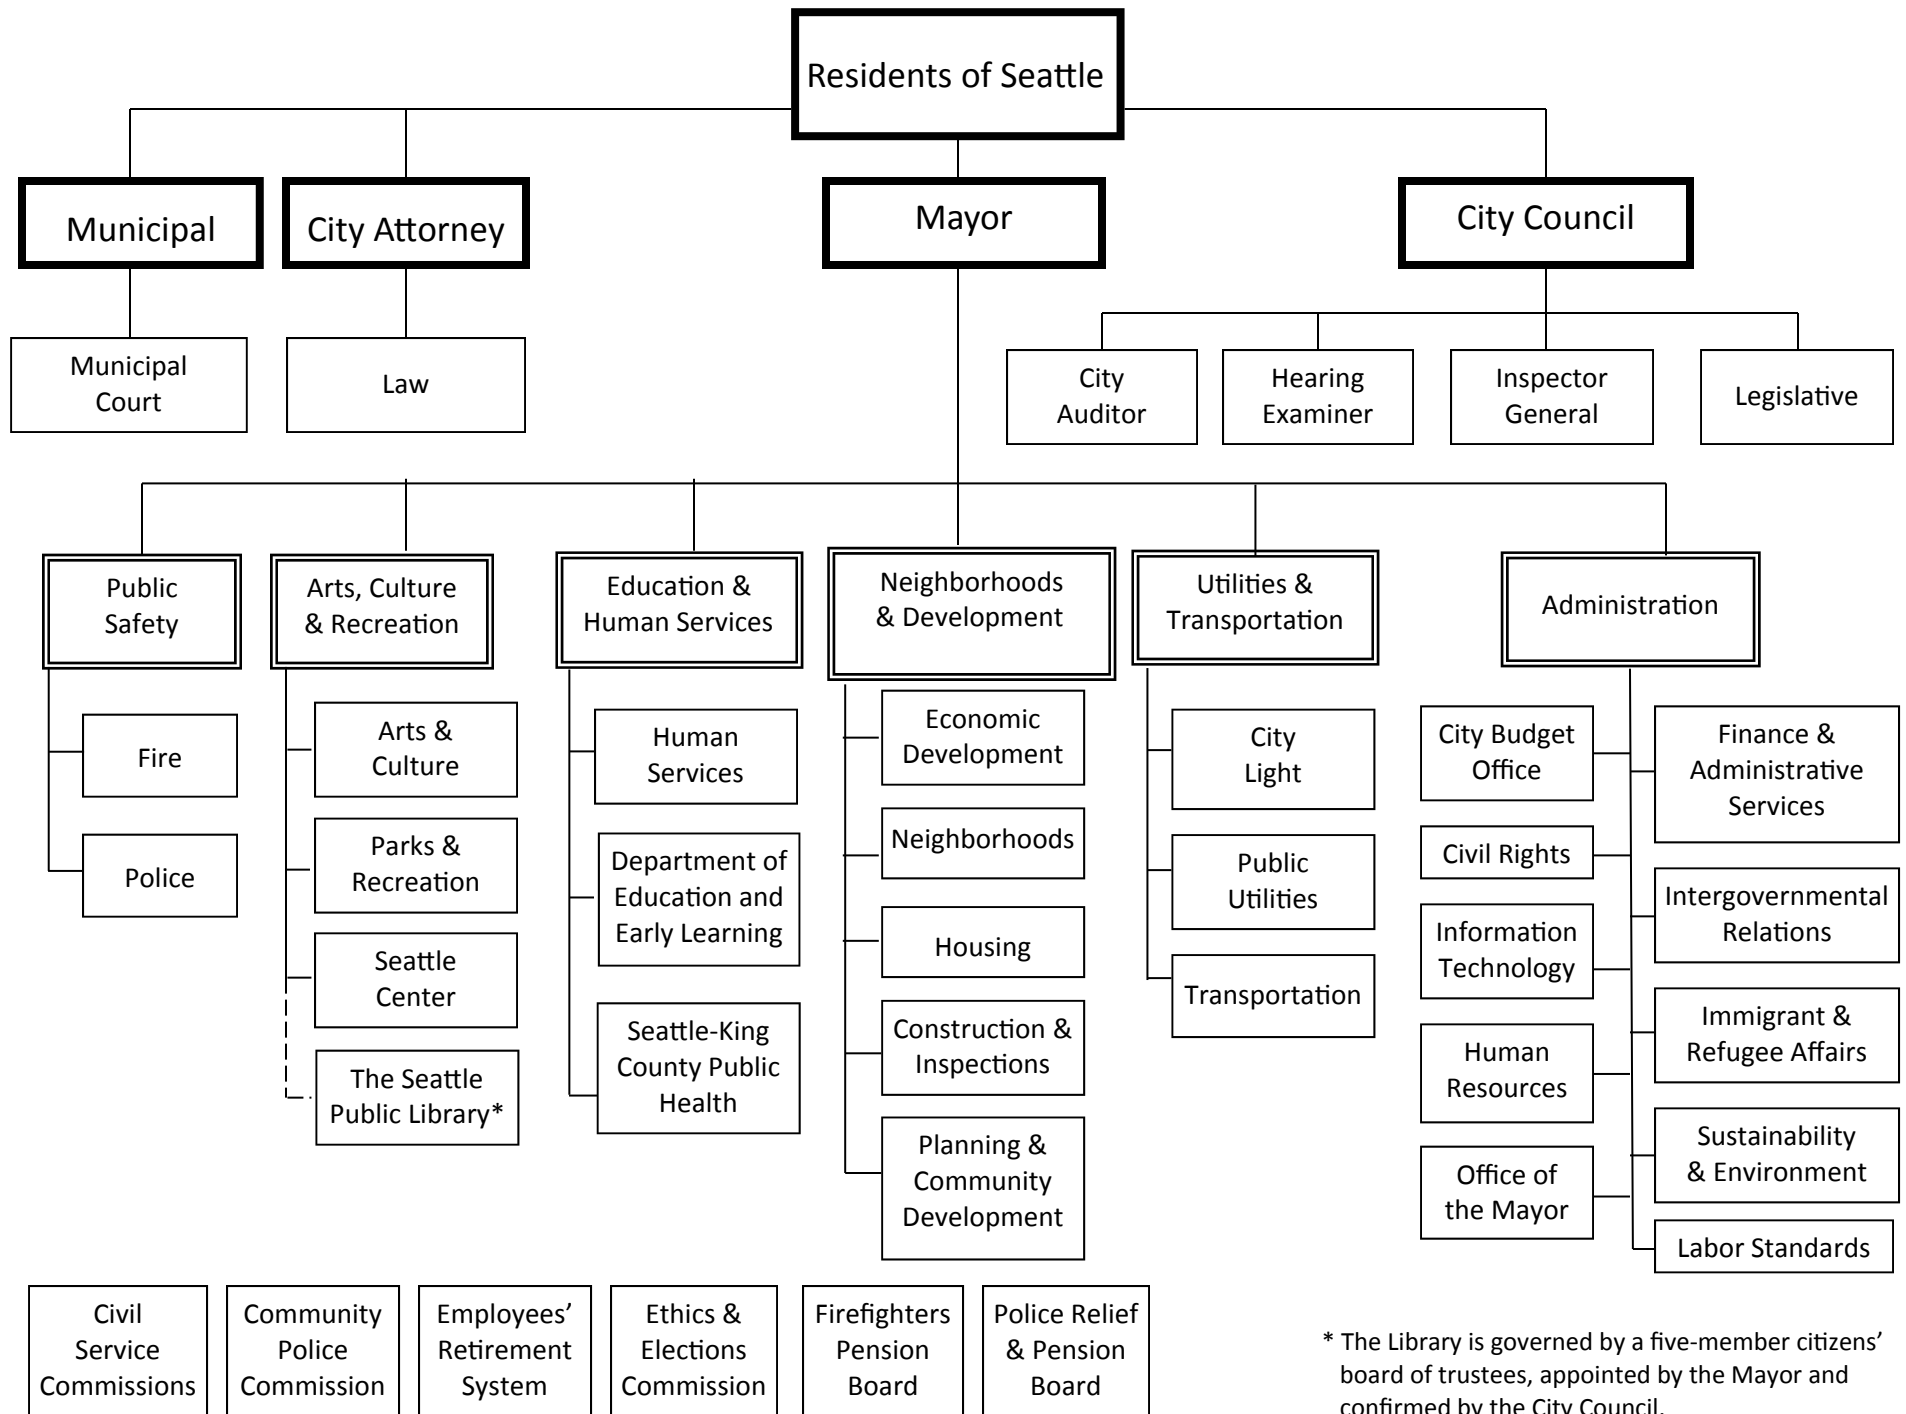 Residents of Seattle
Municipal
City Attorney
Mayor
City Council
Municipal
Court
Law
City
Auditor
Hearing
Examiner
Inspector
General
Legislative
Public
Safety
Arts, Culture
& Recreation
Education &
Human Services
Neighborhoods
& Development
Utilities &
Transportation
Administration
Fire
Police
Arts &
Culture
Parks &
Recreation
Seattle
Center
The Seattle
Public Library*
Human
Services
Department of
Education and
Early Learning
Seattle-King
County Public
Health
Economic
Development
Neighborhoods
Housing
Construction &
Inspections
Planning &
Community
Development
City
Light
Public
Utilities
Transportation
City Budget
Office
Civil Rights
Information
Technology
Human
Resources
Office of
the Mayor
Finance &
Administrative
Services
Intergovernmental
Relations
Immigrant &
Refugee Affairs
Sustainability
& Environment
Labor Standards
Civil
Service
Commissions
Community
Police
Commission
Employees’
Retirement
System
Ethics &
Elections
Commission
Firefighters
Pension
Board
Police Relief
& Pension
Board
* The Library is governed by a five-member citizens’
board of trustees, appointed by the Mayor and
confirmed by the City Council.